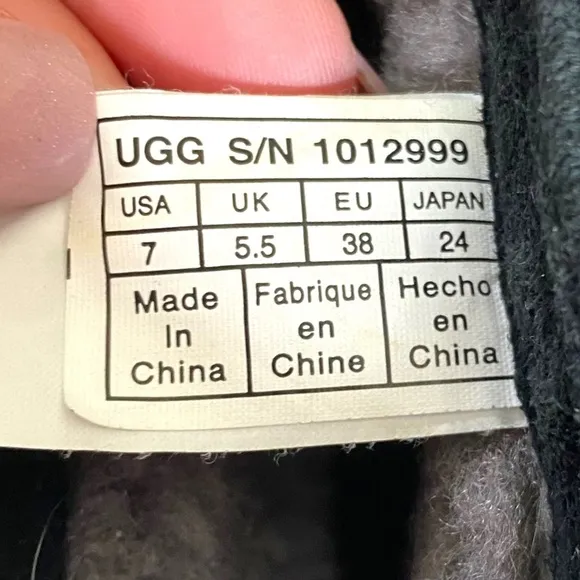 UGG S/N 1012999
USA UK EU JAPAN
7 5.5 38 24
Made Fabrique Hecho
In en en
China Chine China